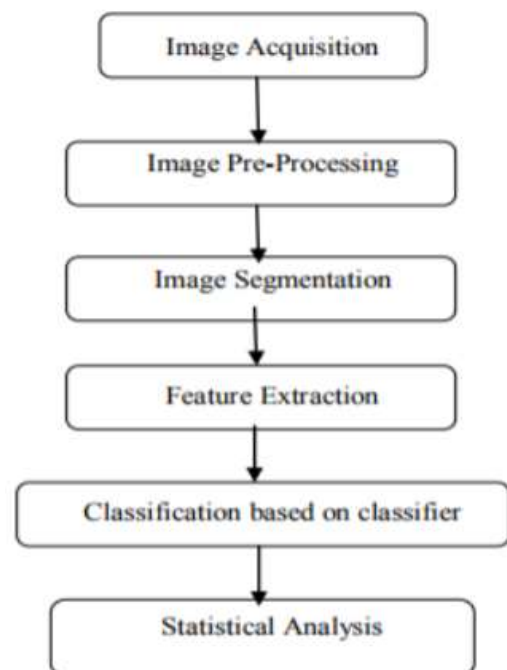 Image Acquisition
Image Pre-Processing
Image Segmentation
Feature Extraction
Classification based on classifier
Statistical Analysis